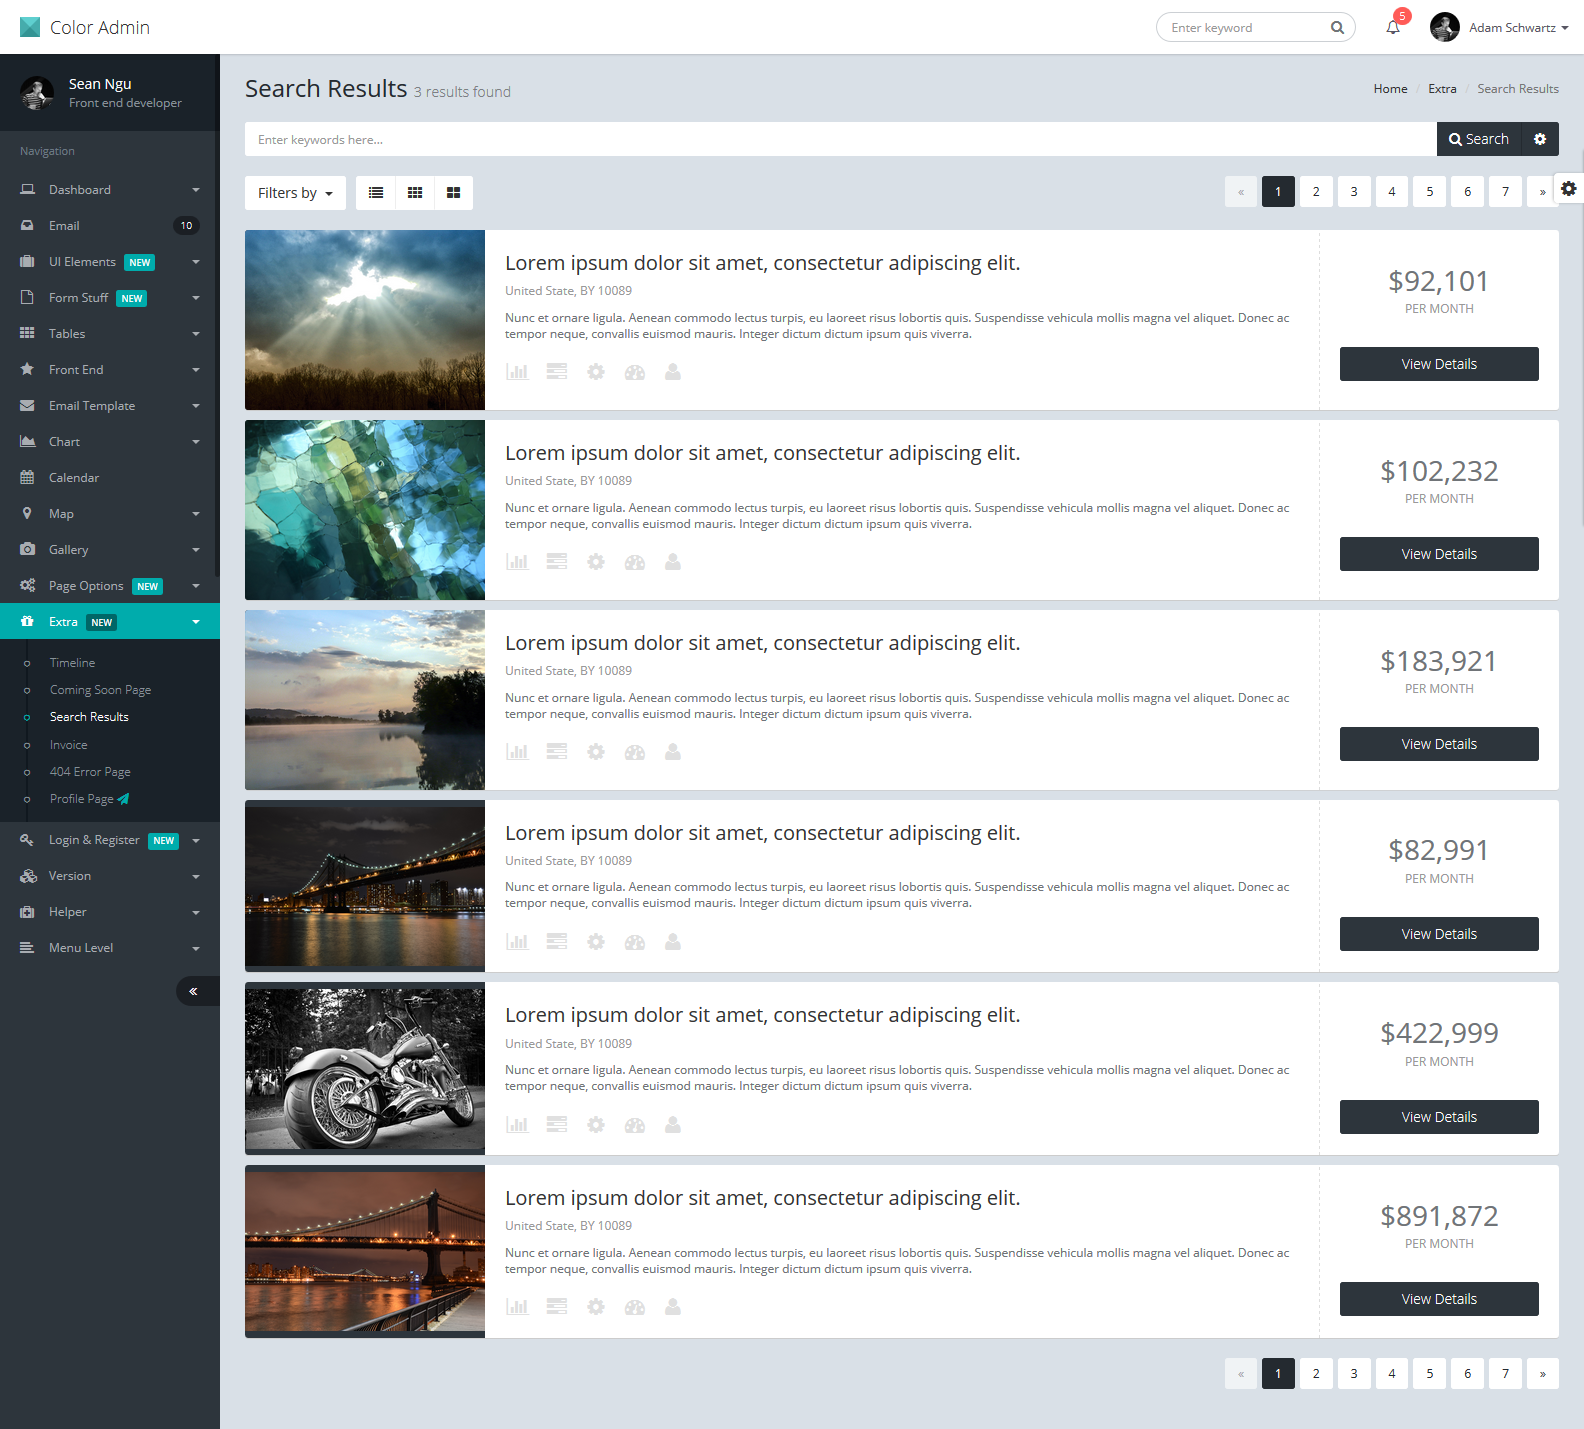 Color Admin
Enter keyword
5
Adam Schwartz
Sean Ngu
Front end developer
Navigation
Dashboard
Email 10
UI Elements NEW
Form Stuff NEW
Tables
Front End
Email Template
Chart
Calendar
Map
Gallery
Page Options NEW
Extra NEW
Timeline
Coming Soon Page
Search Results
Invoice
404 Error Page
Profile Page
Login & Register NEW
Version
Helper
Menu Level
«
Search Results 3 results found
Home / Extra / Search Results
Enter keywords here...
Search
Filters by
« 1 2 3 4 5 6 7 »
Lorem ipsum dolor sit amet, consectetur adipiscing elit.
United State, BY 10089
Nunc et ornare ligula. Aenean commodo lectus turpis, eu laoreet risus lobortis quis. Suspendisse vehicula mollis magna vel aliquet. Donec ac
tempor neque, convallis euismod mauris. Integer dictum dictum ipsum quis viverra.
$92,101
PER MONTH
View Details
Lorem ipsum dolor sit amet, consectetur adipiscing elit.
United State, BY 10089
Nunc et ornare ligula. Aenean commodo lectus turpis, eu laoreet risus lobortis quis. Suspendisse vehicula mollis magna vel aliquet. Donec ac
tempor neque, convallis euismod mauris. Integer dictum dictum ipsum quis viverra.
$102,232
PER MONTH
View Details
Lorem ipsum dolor sit amet, consectetur adipiscing elit.
United State, BY 10089
Nunc et ornare ligula. Aenean commodo lectus turpis, eu laoreet risus lobortis quis. Suspendisse vehicula mollis magna vel aliquet. Donec ac
tempor neque, convallis euismod mauris. Integer dictum dictum ipsum quis viverra.
$183,921
PER MONTH
View Details
Lorem ipsum dolor sit amet, consectetur adipiscing elit.
United State, BY 10089
Nunc et ornare ligula. Aenean commodo lectus turpis, eu laoreet risus lobortis quis. Suspendisse vehicula mollis magna vel aliquet. Donec ac
tempor neque, convallis euismod mauris. Integer dictum dictum ipsum quis viverra.
$82,991
PER MONTH
View Details
Lorem ipsum dolor sit amet, consectetur adipiscing elit.
United State, BY 10089
Nunc et ornare ligula. Aenean commodo lectus turpis, eu laoreet risus lobortis quis. Suspendisse vehicula mollis magna vel aliquet. Donec ac
tempor neque, convallis euismod mauris. Integer dictum dictum ipsum quis viverra.
$422,999
PER MONTH
View Details
Lorem ipsum dolor sit amet, consectetur adipiscing elit.
United State, BY 10089
Nunc et ornare ligula. Aenean commodo lectus turpis, eu laoreet risus lobortis quis. Suspendisse vehicula mollis magna vel aliquet. Donec ac
tempor neque, convallis euismod mauris. Integer dictum dictum ipsum quis viverra.
$891,872
PER MONTH
View Details
« 1 2 3 4 5 6 7 »